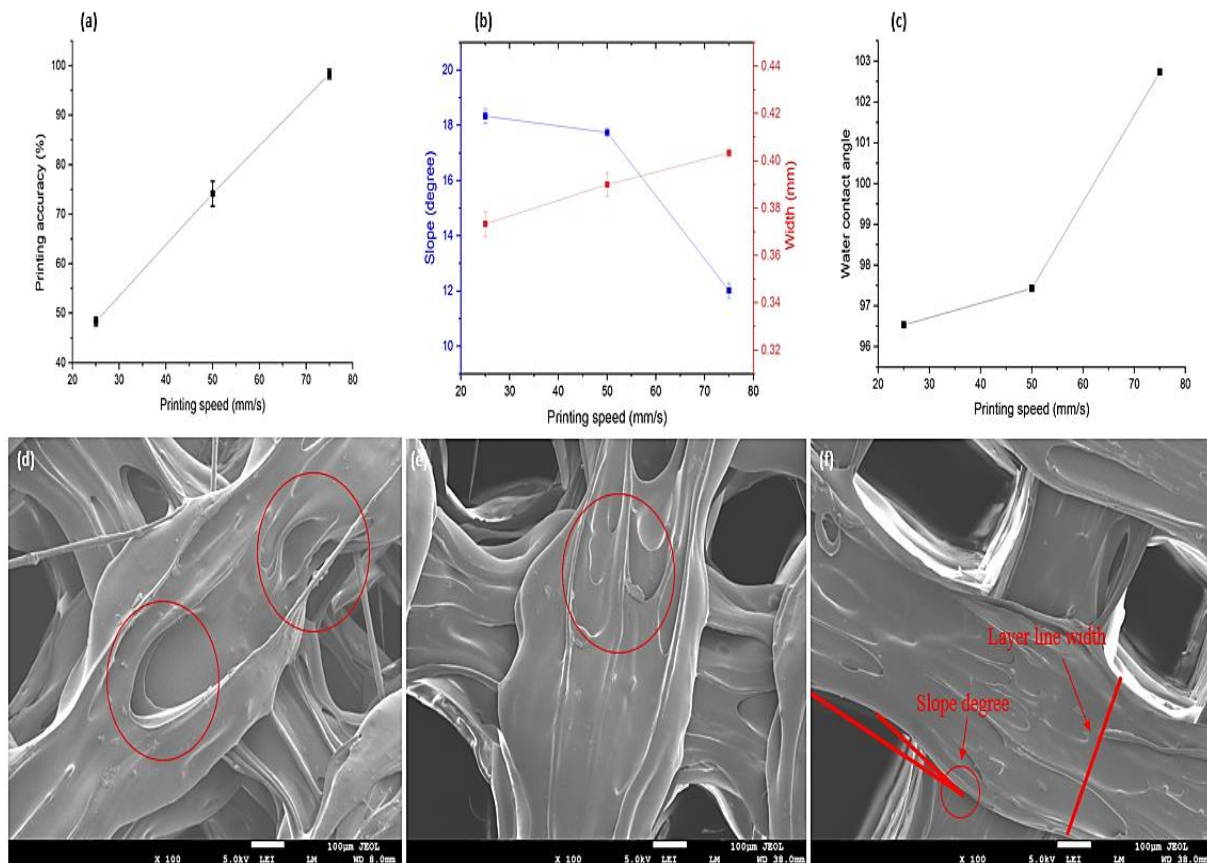 (a)
Printing accuracy (%)
100
90
80
70
60
50
40
20 30 40 50 60 70 80
Printing speed (mm/s)
(b)
Slope (degree)
20
18
16
14
12
10
Width (mm)
0.44
0.42
0.40
0.38
0.36
0.34
0.32
20 30 40 50 60 70 80
Printing speed (mm/s)
(c)
Water contact angle
103
102
101
100
99
98
97
96
20 30 40 50 60 70 80
Printing speed (mm/s)
(d)
100µm JEOL
X 100 5.0kV LEI LM WD 8.0mm
(e)
100µm JEOL
X 100 5.0kV LEI LM WD 38.0mm
(f)
Layer line width
Slope degree
100µm JEOL
X 100 5.0kV LEI LM WD 38.0mm